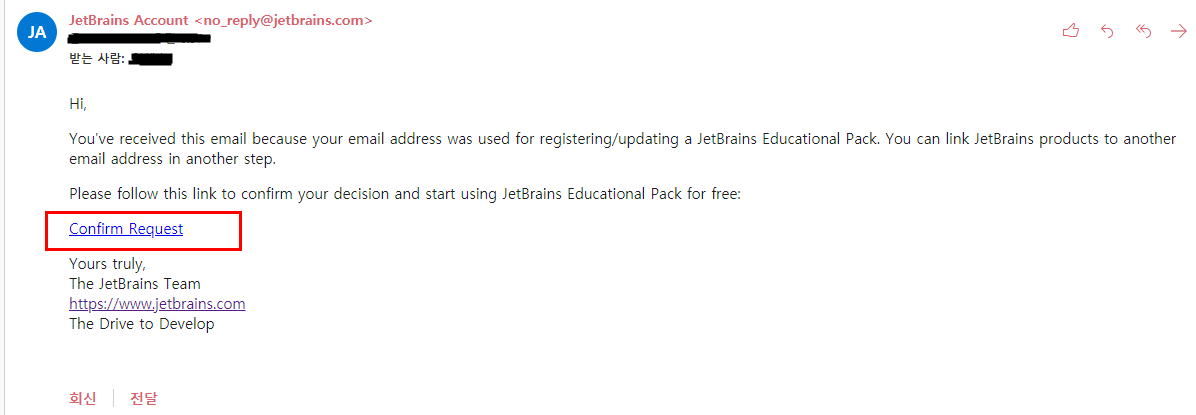 JA
JetBrains Account <no_reply@jetbrains.com>
받는 사람:
Hi,
You've received this email because your email address was used for registering/updating a JetBrains Educational Pack. You can link JetBrains products to another
email address in another step.
Please follow this link to confirm your decision and start using JetBrains Educational Pack for free:
Confirm Request
Yours truly,
The JetBrains Team
https://www.jetbrains.com
The Drive to Develop
회신
전달